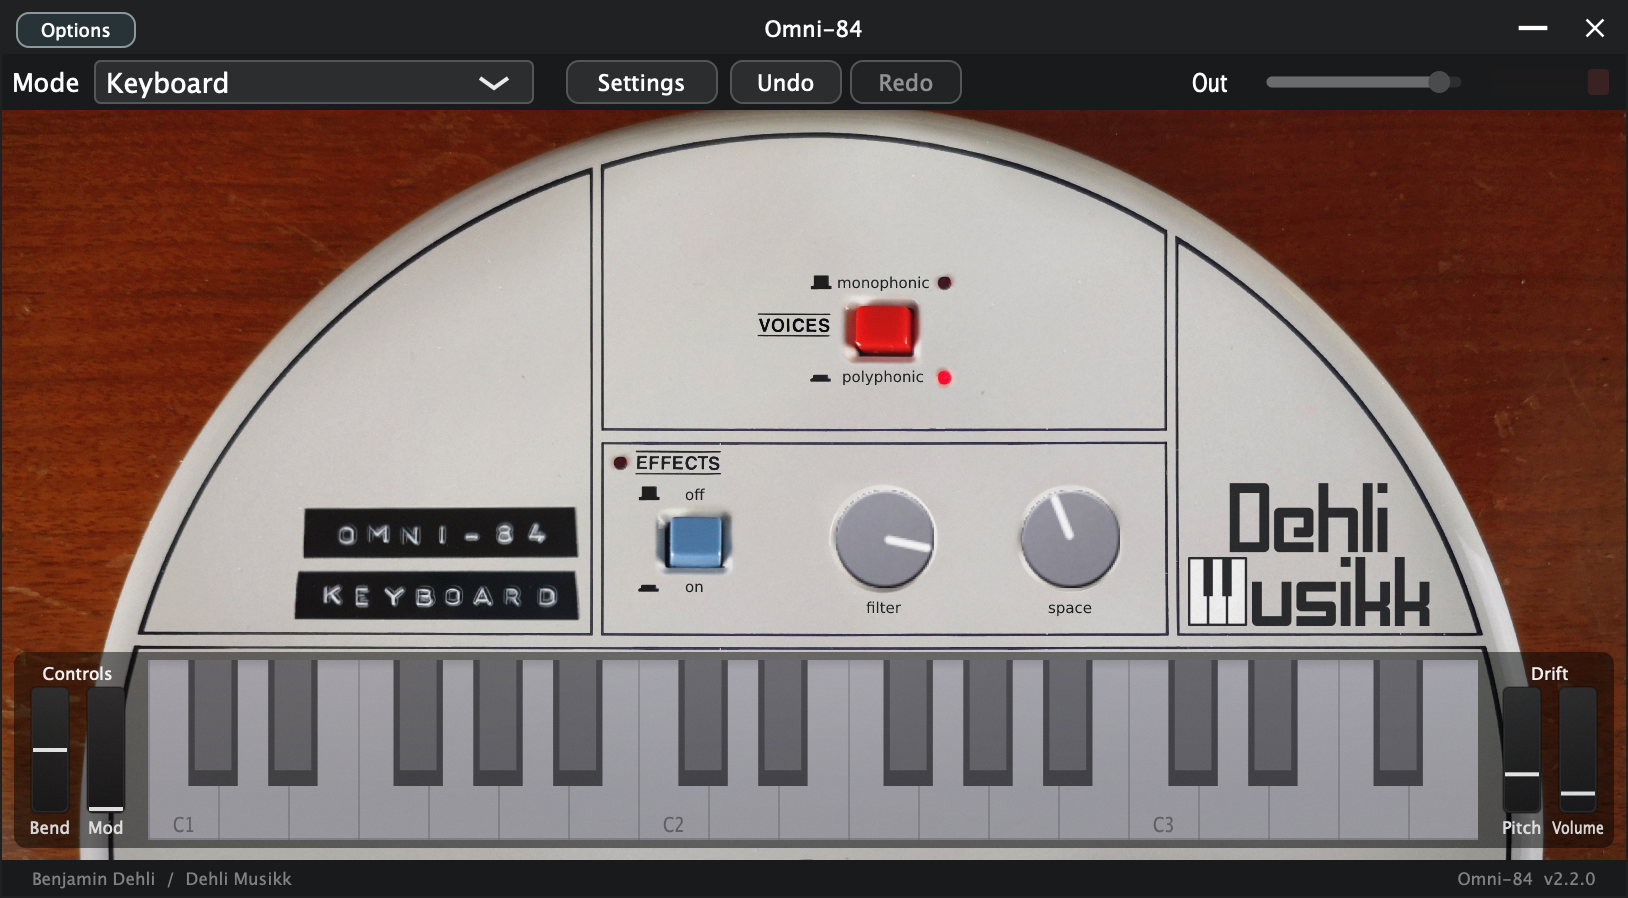 Options
Omni-84
Mode Keyboard Settings Undo Redo Out
monophonic
VOICES
polyphonic
EFFECTS
off
on
filter
space
OMNI-84
KEYBOARD
Dehli
Musikk
Controls
Bend Mod
C1 C2 C3
Drift
Pitch Volume
Benjamin Dehli / Dehli Musikk
Omni-84 v2.2.0